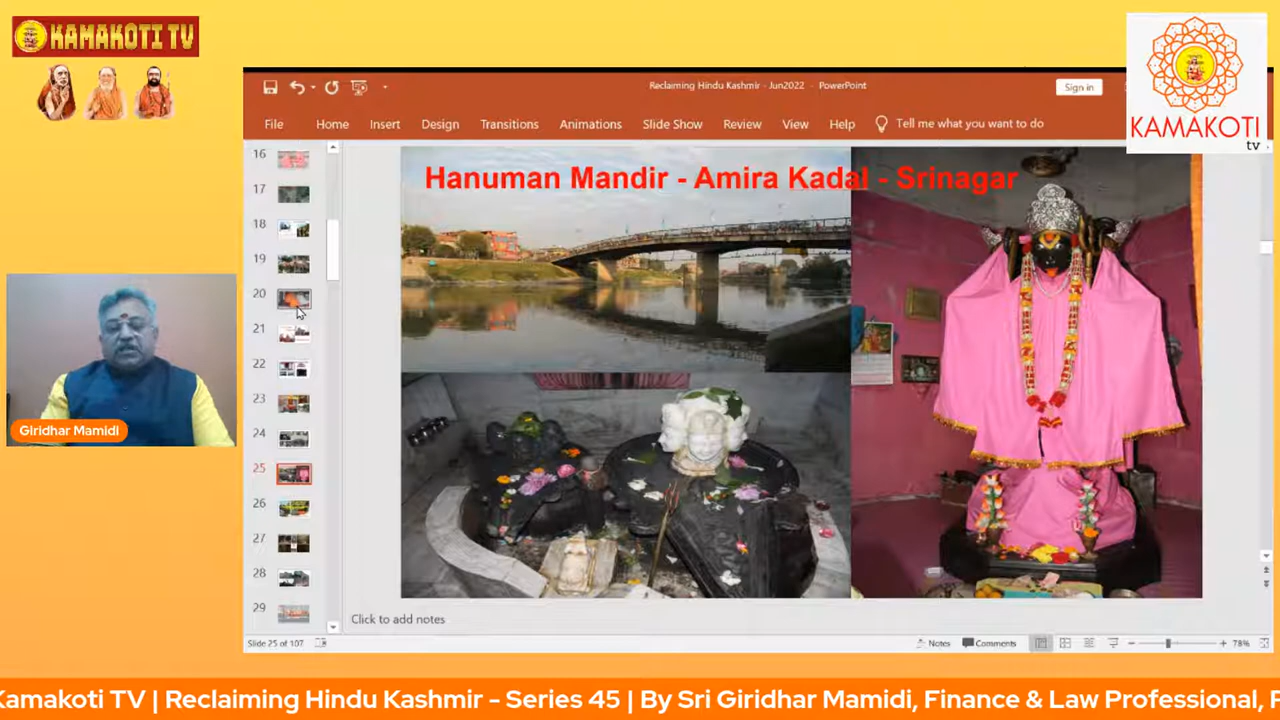 KAMAKOTI TV
KAMAKOTI
tv
Reclaiming Hindu Kashmir - Jun2022 - PowerPoint
Sign in
File Home Insert Design Transitions Animations Slide Show Review View Help Tell me what you want to do
Hanuman Mandir - Amira Kadal - Srinagar
16
17
18
19
20
21
22
23
24
25
26
27
28
29
Giridhar Mamidi
Click to add notes
Slide 25 of 107
Notes Comments 78%
Kamakoti TV | Reclaiming Hindu Kashmir - Series 45 | By Sri Giridhar Mamidi, Finance & Law Professional, P